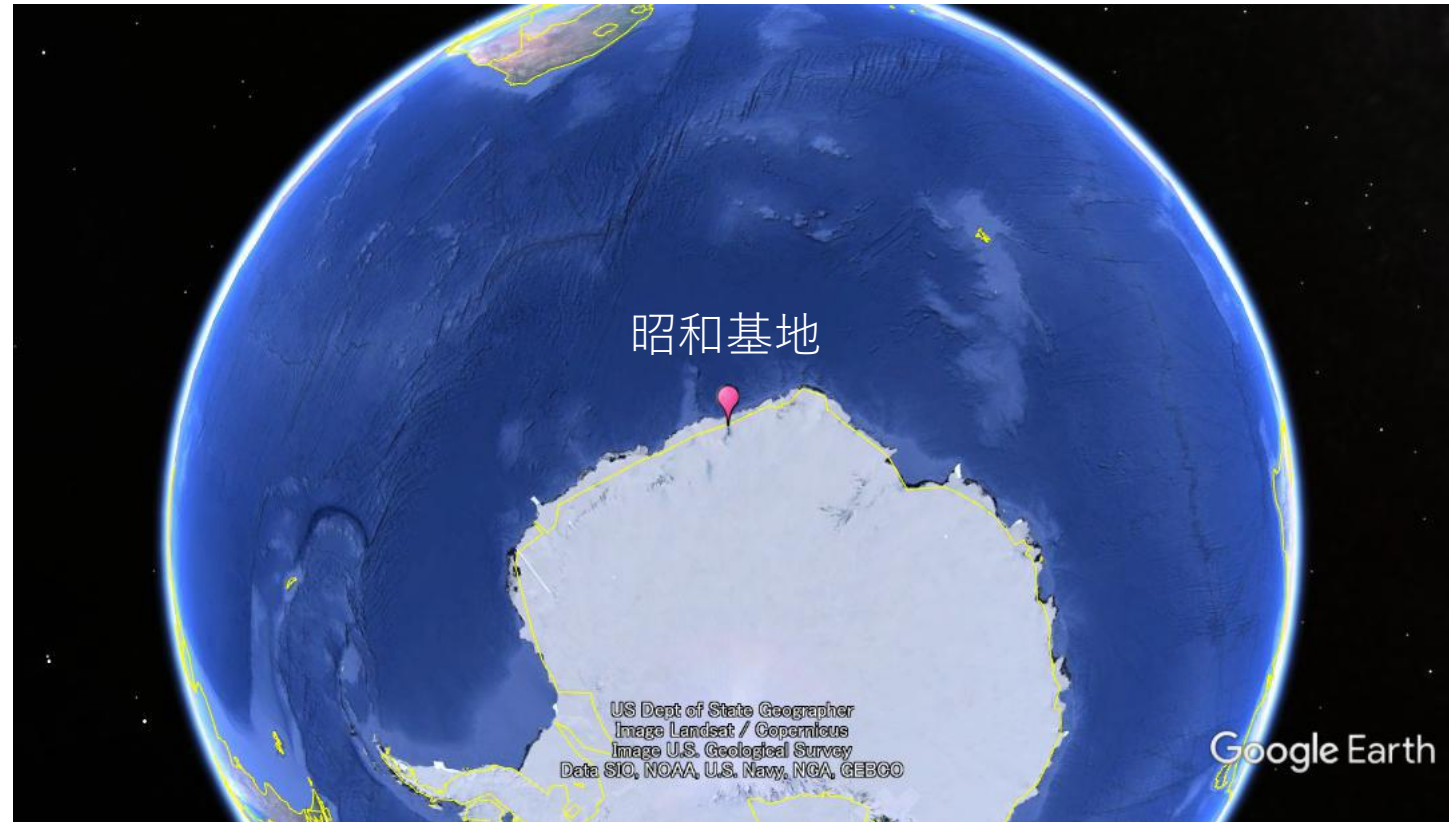 昭和基地
US Dept of State Geographer
Image Landsat / Copernicus
Image U.S. Geological Survey
Data SIO, NOAA, U.S. Navy, NGA, GEBCO
Google Earth